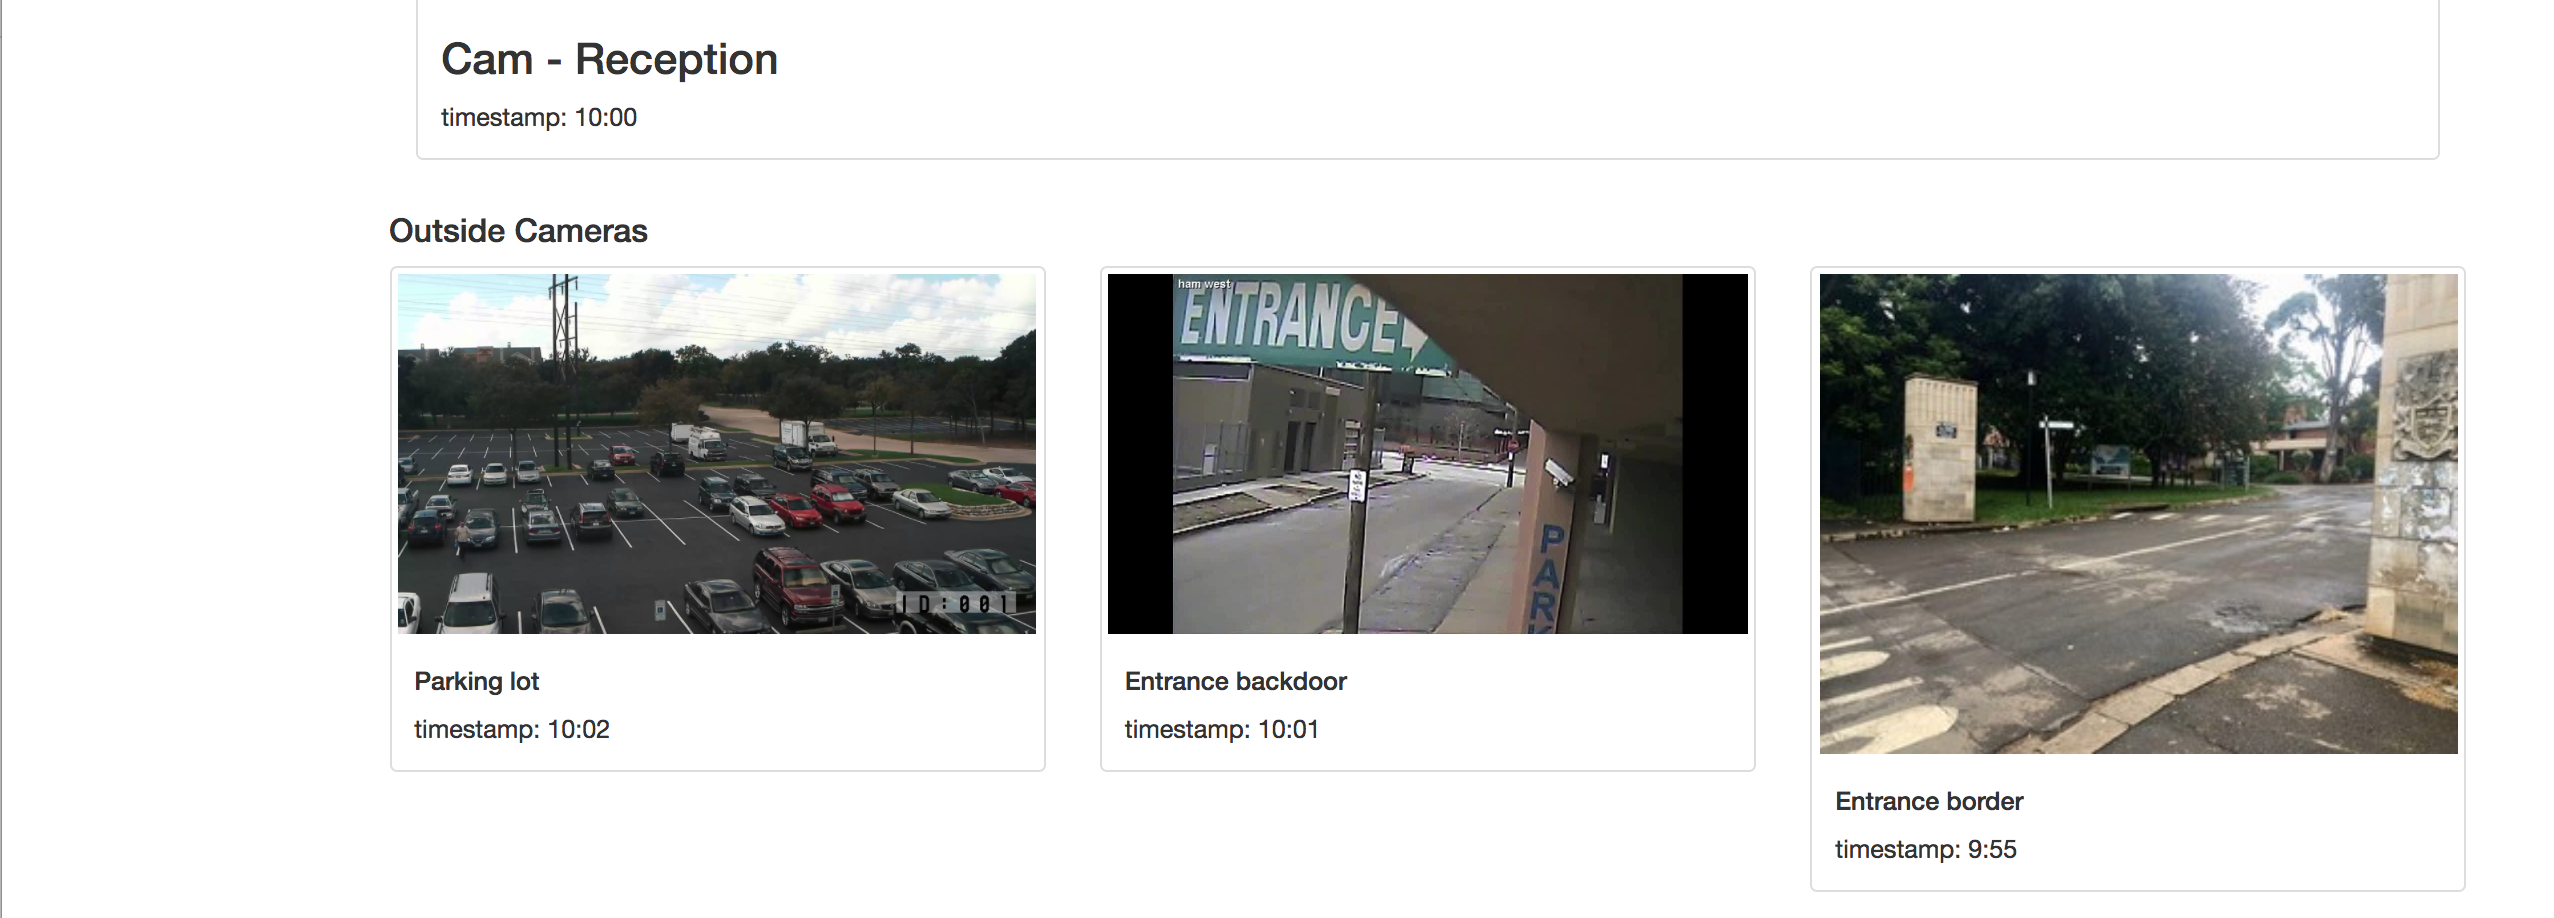 Cam - Reception
timestamp: 10:00
Outside Cameras
ID:001
Parking lot
timestamp: 10:02
ham west
ENTRANCE
PARK
Entrance backdoor
timestamp: 10:01
Entrance border
timestamp: 9:55